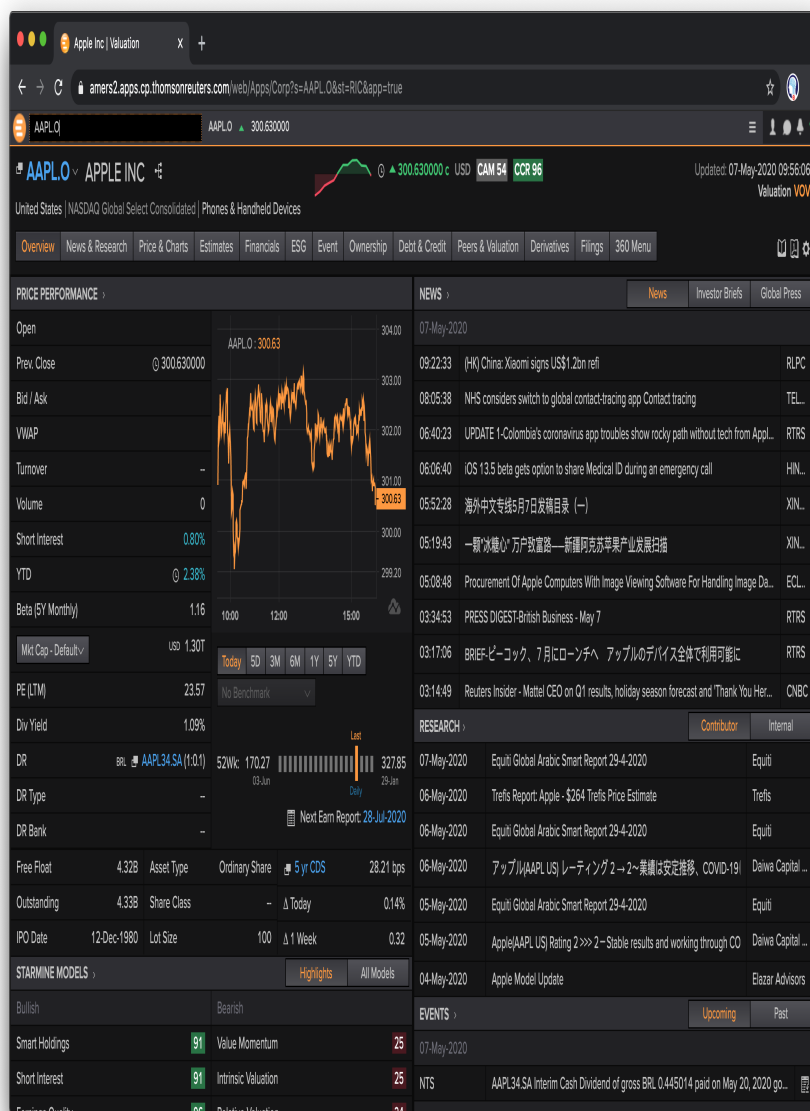 Apple Inc | Valuation
amers2.apps.cp.thomsonreuters.com/web/Apps/Corp?s=AAPL.O&st=RIC&app=true
AAPL.O
AAPL.O 300.630000
AAPL.O APPLE INC
300.630000 c USD CAM 54 CCR 96
Updated: 07-May-2020 09:56:06
Valuation VOV
United States | NASDAQ Global Select Consolidated | Phones & Handheld Devices
Overview News & Research Price & Charts Estimates Financials ESG Event Ownership Debt & Credit Peers & Valuation Derivatives Filings 360 Menu
PRICE PERFORMANCE
Open
Prev. Close 300.630000
Bid / Ask
VWAP
Turnover --
Volume 0
Short Interest 0.80%
YTD 2.38%
Beta (5Y Monthly) 1.16
Mkt Cap - Default USD 1.30T
PE (LTM) 23.57
Div Yield 1.09%
DR BRL AAPL34.SA (1:0.1)
DR Type --
DR Bank --
AAPL.O : 300.63
304.00
303.00
302.00
301.00
300.63
300.00
299.20
10:00 12:00 15:00
Today 5D 3M 6M 1Y 5Y YTD
No Benchmark
Last
52Wk: 170.27 327.85
03-Jun 29-Jan
Daily
Next Earn Report: 28-Jul-2020
Free Float 4.32B Asset Type Ordinary Share 5 yr CDS 28.21 bps
Outstanding 4.33B Share Class -- Δ Today 0.14%
IPO Date 12-Dec-1980 Lot Size 100 Δ 1 Week 0.32
STARMINE MODELS Highlights All Models
Bullish Bearish
Smart Holdings 91 Value Momentum 25
Short Interest 91 Intrinsic Valuation 25
NEWS News Investor Briefs Global Press
07-May-2020
09:22:33 (HK) China: Xiaomi signs US$1.2bn refi RLPC
08:05:38 NHS considers switch to global contact-tracing app Contact tracing TEL...
06:40:23 UPDATE 1-Colombia's coronavirus app troubles show rocky path without tech from Appl... RTRS
06:06:40 iOS 13.5 beta gets option to share Medical ID during an emergency call HIN...
05:52:28 海外中文专线5月7日发稿目录（一） XIN...
05:19:43 一颗"冰糖心" 万户致富路——新疆阿克苏苹果产业发展扫描 XIN...
05:08:48 Procurement Of Apple Computers With Image Viewing Software For Handling Image Da... ECL...
03:34:53 PRESS DIGEST-British Business - May 7 RTRS
03:17:06 BRIEF-ピーコック、7月にローンチへ アップルのデバイス全体で利用可能に RTRS
03:14:49 Reuters Insider - Mattel CEO on Q1 results, holiday season forecast and 'Thank You Her... CNBC
RESEARCH Contributor Internal
07-May-2020 Equiti Global Arabic Smart Report 29-4-2020 Equiti
06-May-2020 Trefis Report: Apple - $264 Trefis Price Estimate Trefis
06-May-2020 Equiti Global Arabic Smart Report 29-4-2020 Equiti
06-May-2020 アップル(AAPL US) レーティング 2 → 2～業績は安定推移、COVID-19 Daiwa Capital ...
05-May-2020 Equiti Global Arabic Smart Report 29-4-2020 Equiti
05-May-2020 Apple(AAPL US) Rating 2 >>> 2－Stable results and working through CO Daiwa Capital ...
04-May-2020 Apple Model Update Elazar Advisors
EVENTS Upcoming Past
07-May-2020
NTS AAPL34.SA Interim Cash Dividend of gross BRL 0.445014 paid on May 20, 2020 go...